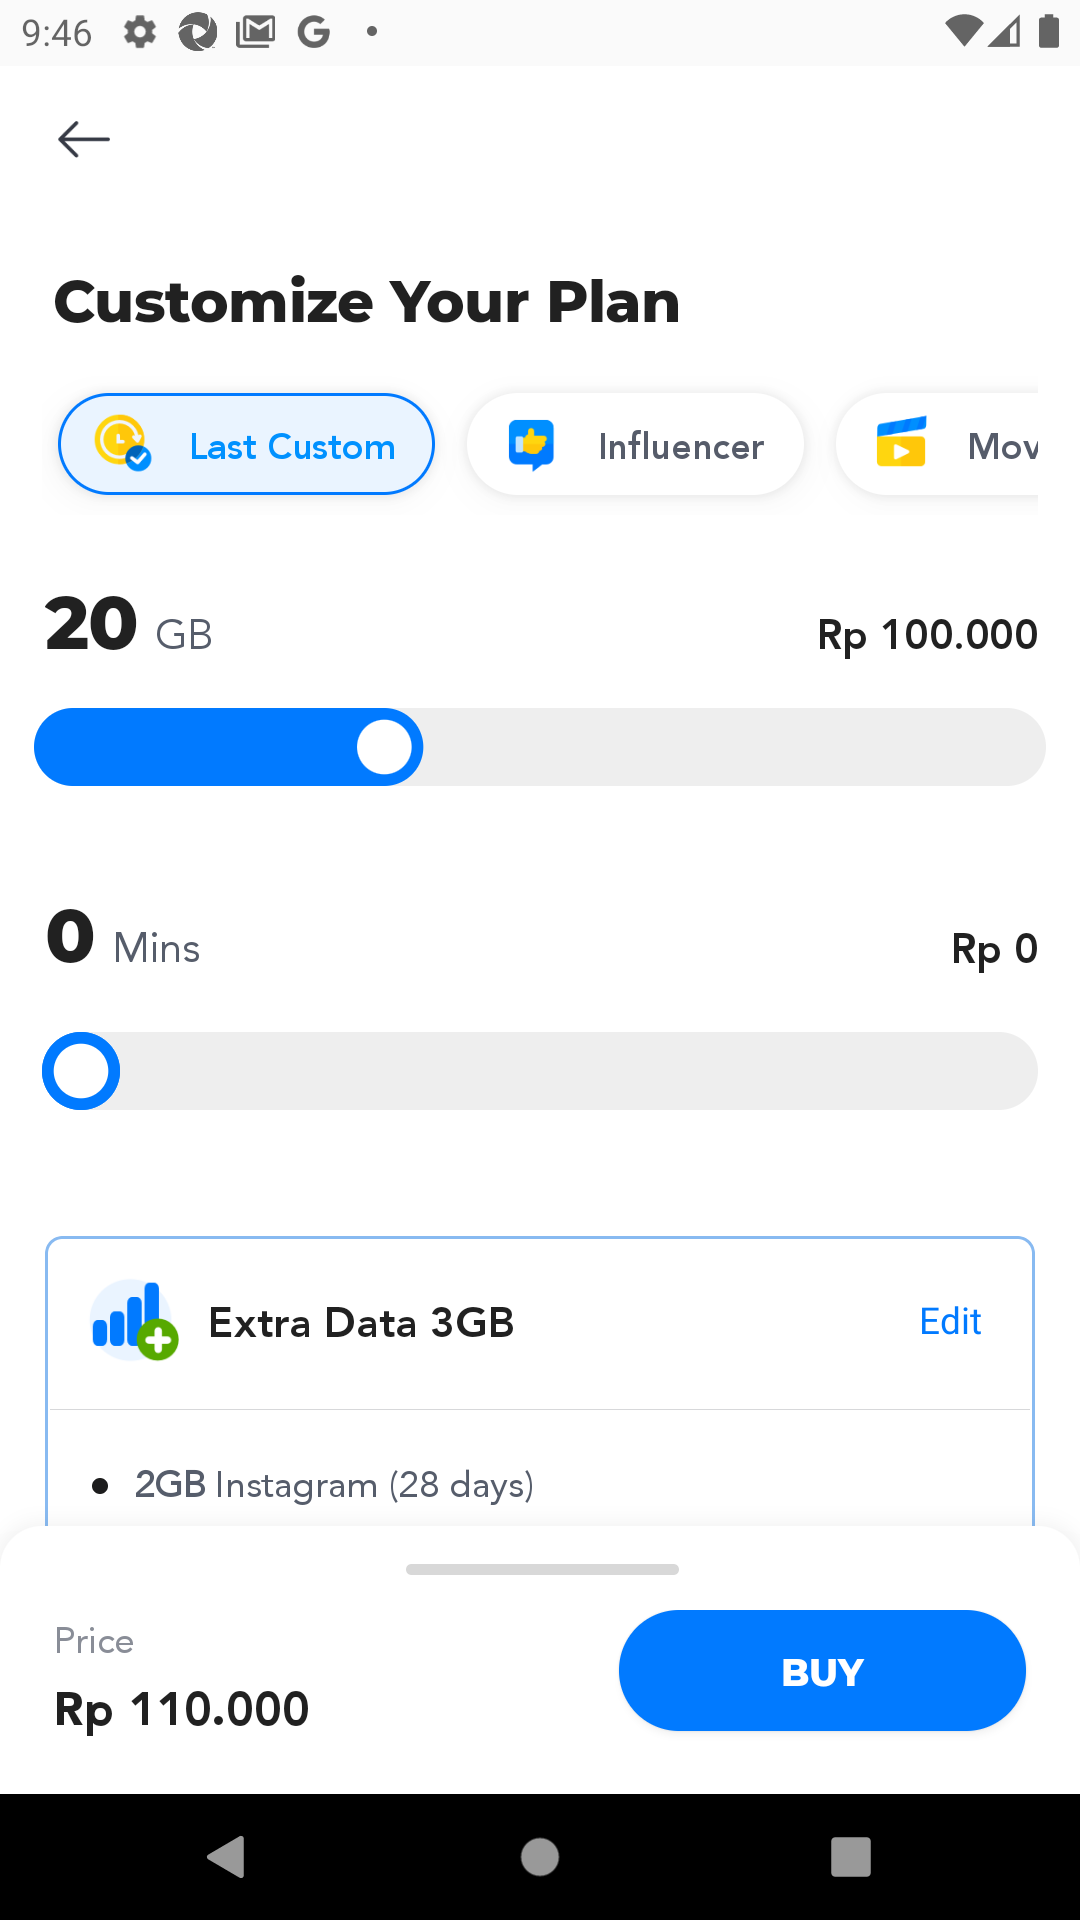 9:46
Customize Your Plan
Last Custom
Influencer
Mov
20 GB
Rp 100.000
0 Mins
Rp 0
Extra Data 3GB
Edit
• 2GB Instagram (28 days)
Price
Rp 110.000
BUY